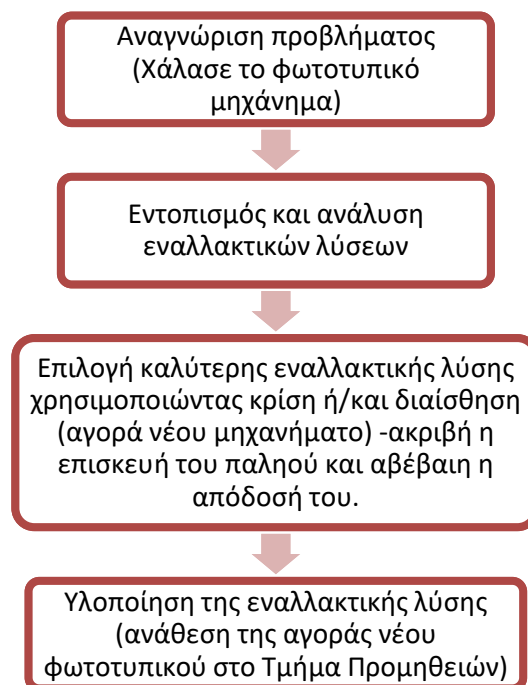 Αναγνώριση προβλήματος
(Χάλασε το φωτοτυπικό
μηχάνημα)
Εντοπισμός και ανάλυση
εναλλακτικών λύσεων
Επιλογή καλύτερης εναλλακτικής λύσης
χρησιμοποιώντας κρίση ή/και διαίσθηση
(αγορά νέου μηχανήματο) -ακριβή η
επισκευή του παληού και αβέβαιη η
απόδοσή του.
Υλοποίηση της εναλλακτικής λύσης
(ανάθεση της αγοράς νέου
φωτοτυπικού στο Τμήμα Προμηθειών)